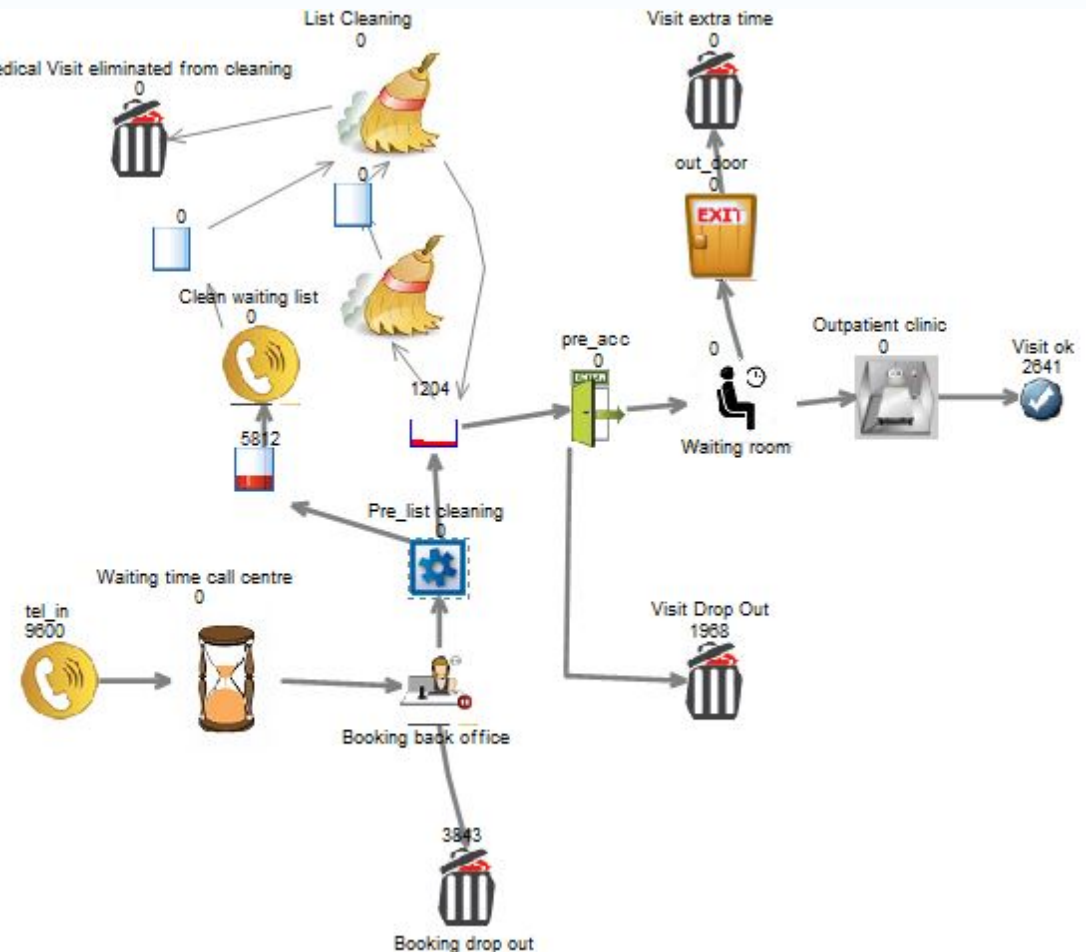 List Cleaning
0
Visit extra time
0
edical Visit eliminated from cleaning
0
out_door
0
EXIT
0
0
Clean waiting list
0
pre_acc
0
0
Outpatient clinic
0
Visit ok
2641
1204
5812
Waiting room
Pre_list cleaning
0
Waiting time call centre
0
tel_in
9600
Visit Drop Out
1968
Booking back office
3843
Booking drop out